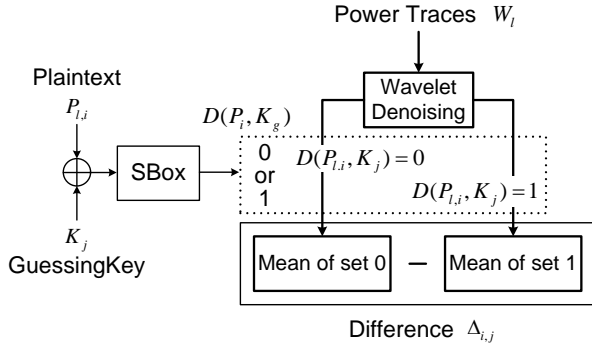 Power Traces W_l
Plaintext
P_{l,i}
Wavelet
Denoising
D(P_i, K_g)
0
or
1
D(P_{l,i}, K_j) = 0
SBox
D(P_{l,i}, K_j) = 1
K_j
GuessingKey
Mean of set 0 − Mean of set 1
Difference Δ_{i,j}